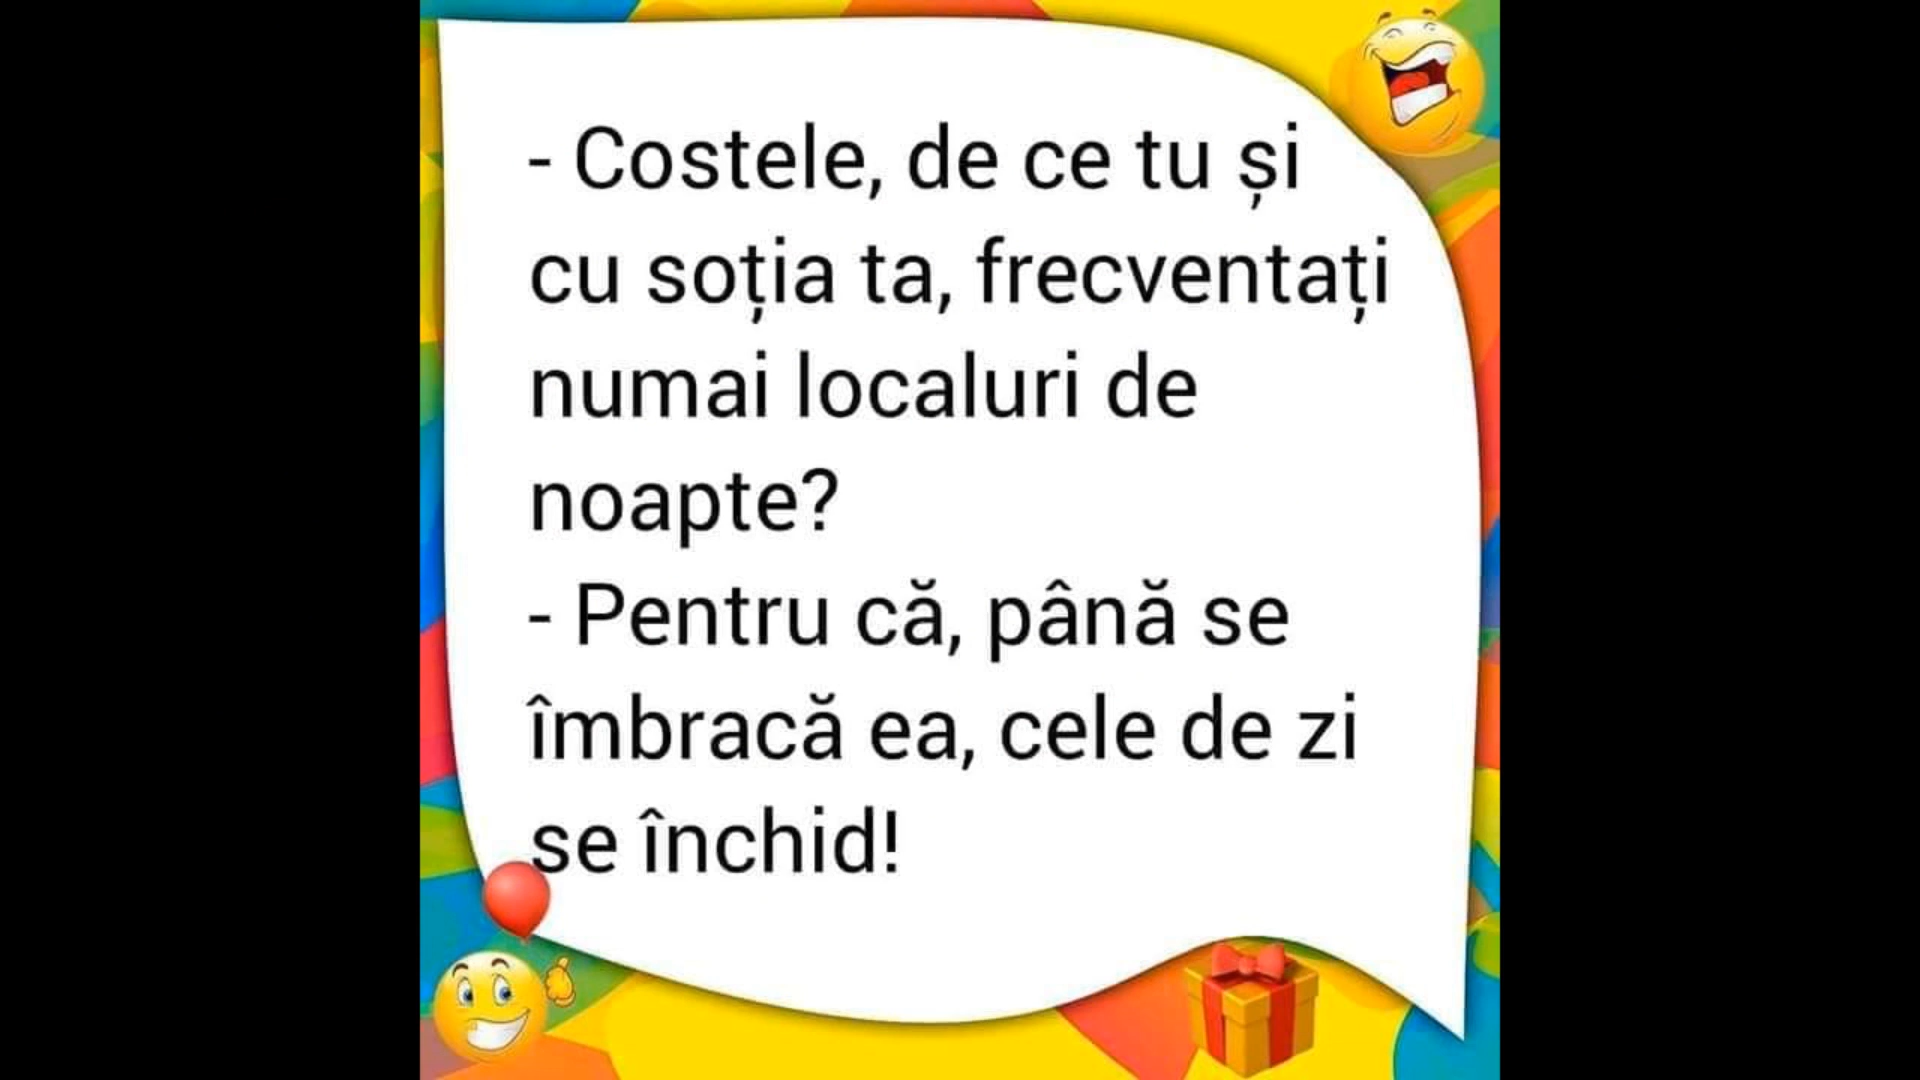 - Costele, de ce tu și
cu soția ta, frecventați
numai localuri de
noapte?
- Pentru că, până se
îmbracă ea, cele de zi
se închid!